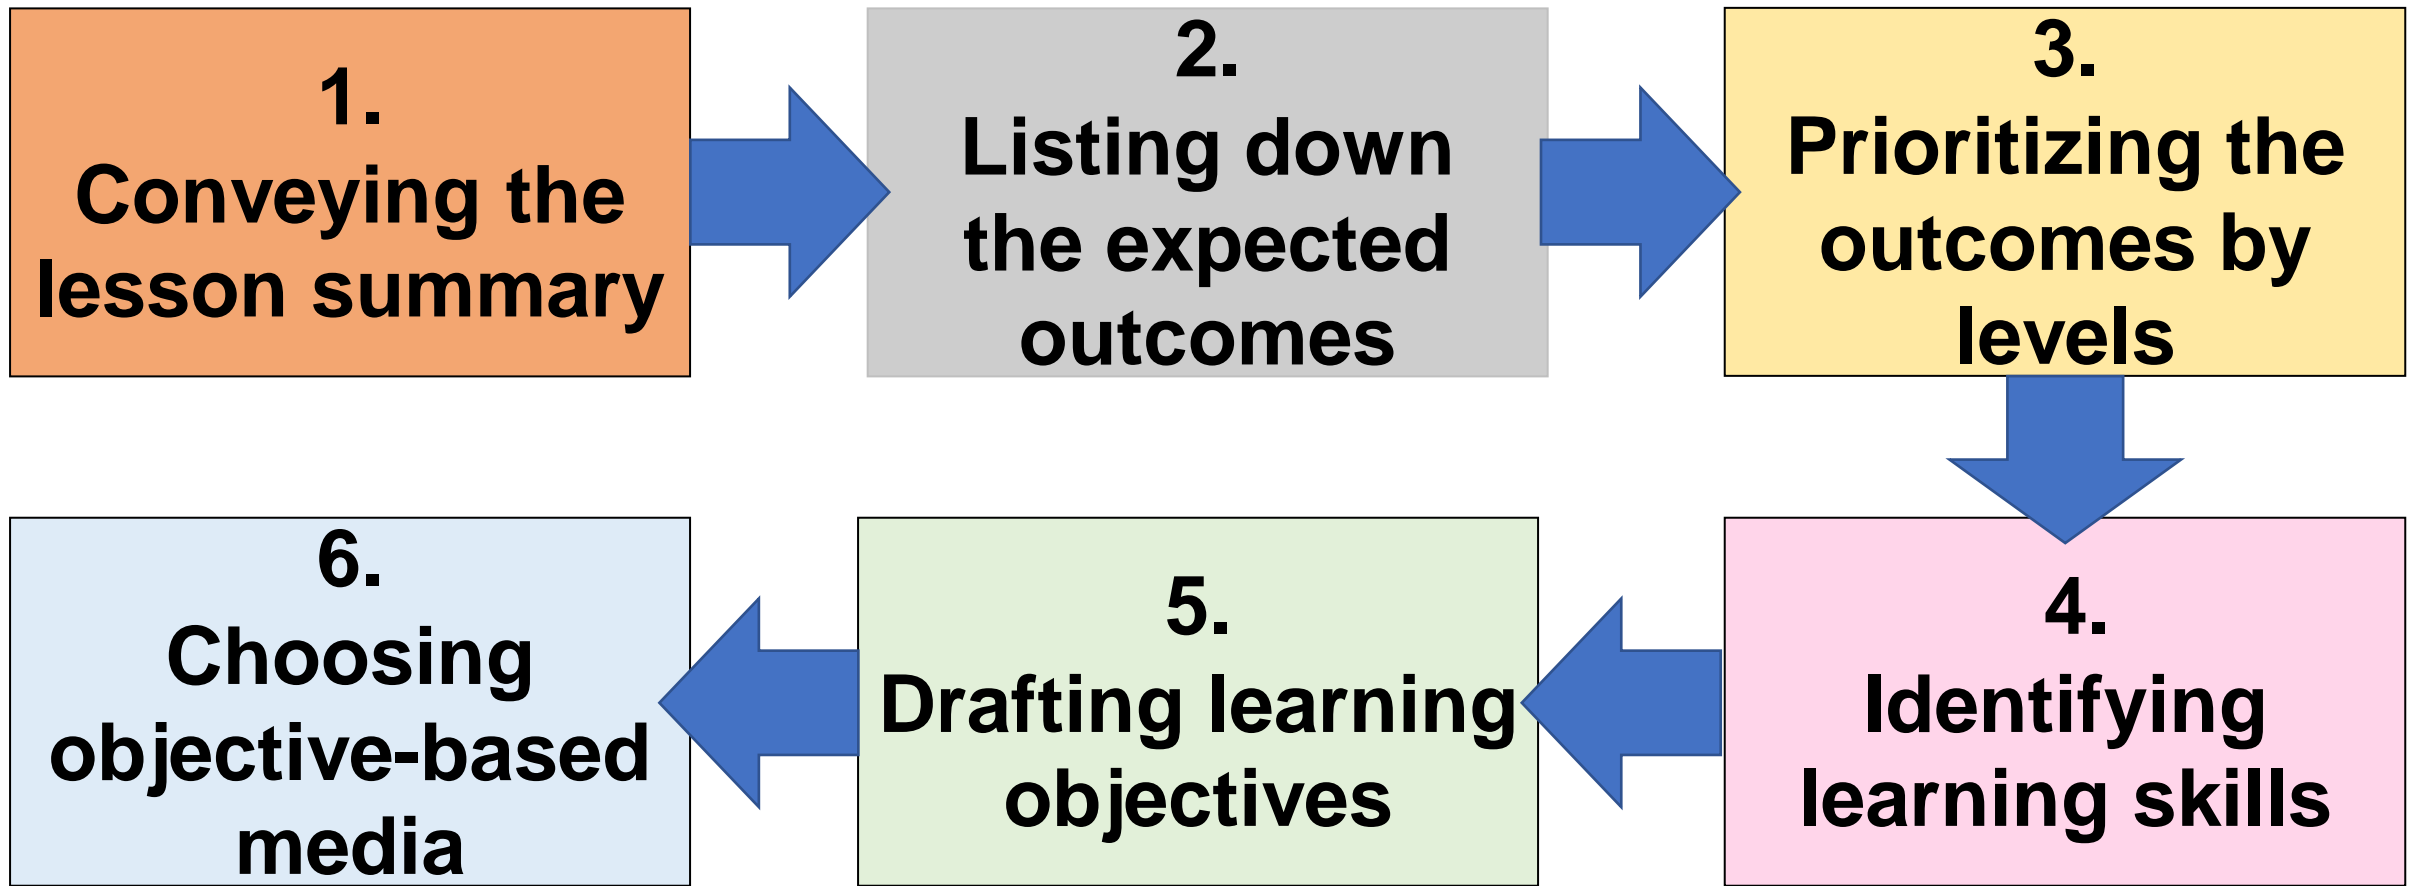 1.
Conveying the
lesson summary
2.
Listing down
the expected
outcomes
3.
Prioritizing the
outcomes by
levels
4.
Identifying
learning skills
5.
Drafting learning
objectives
6.
Choosing
objective-based
media